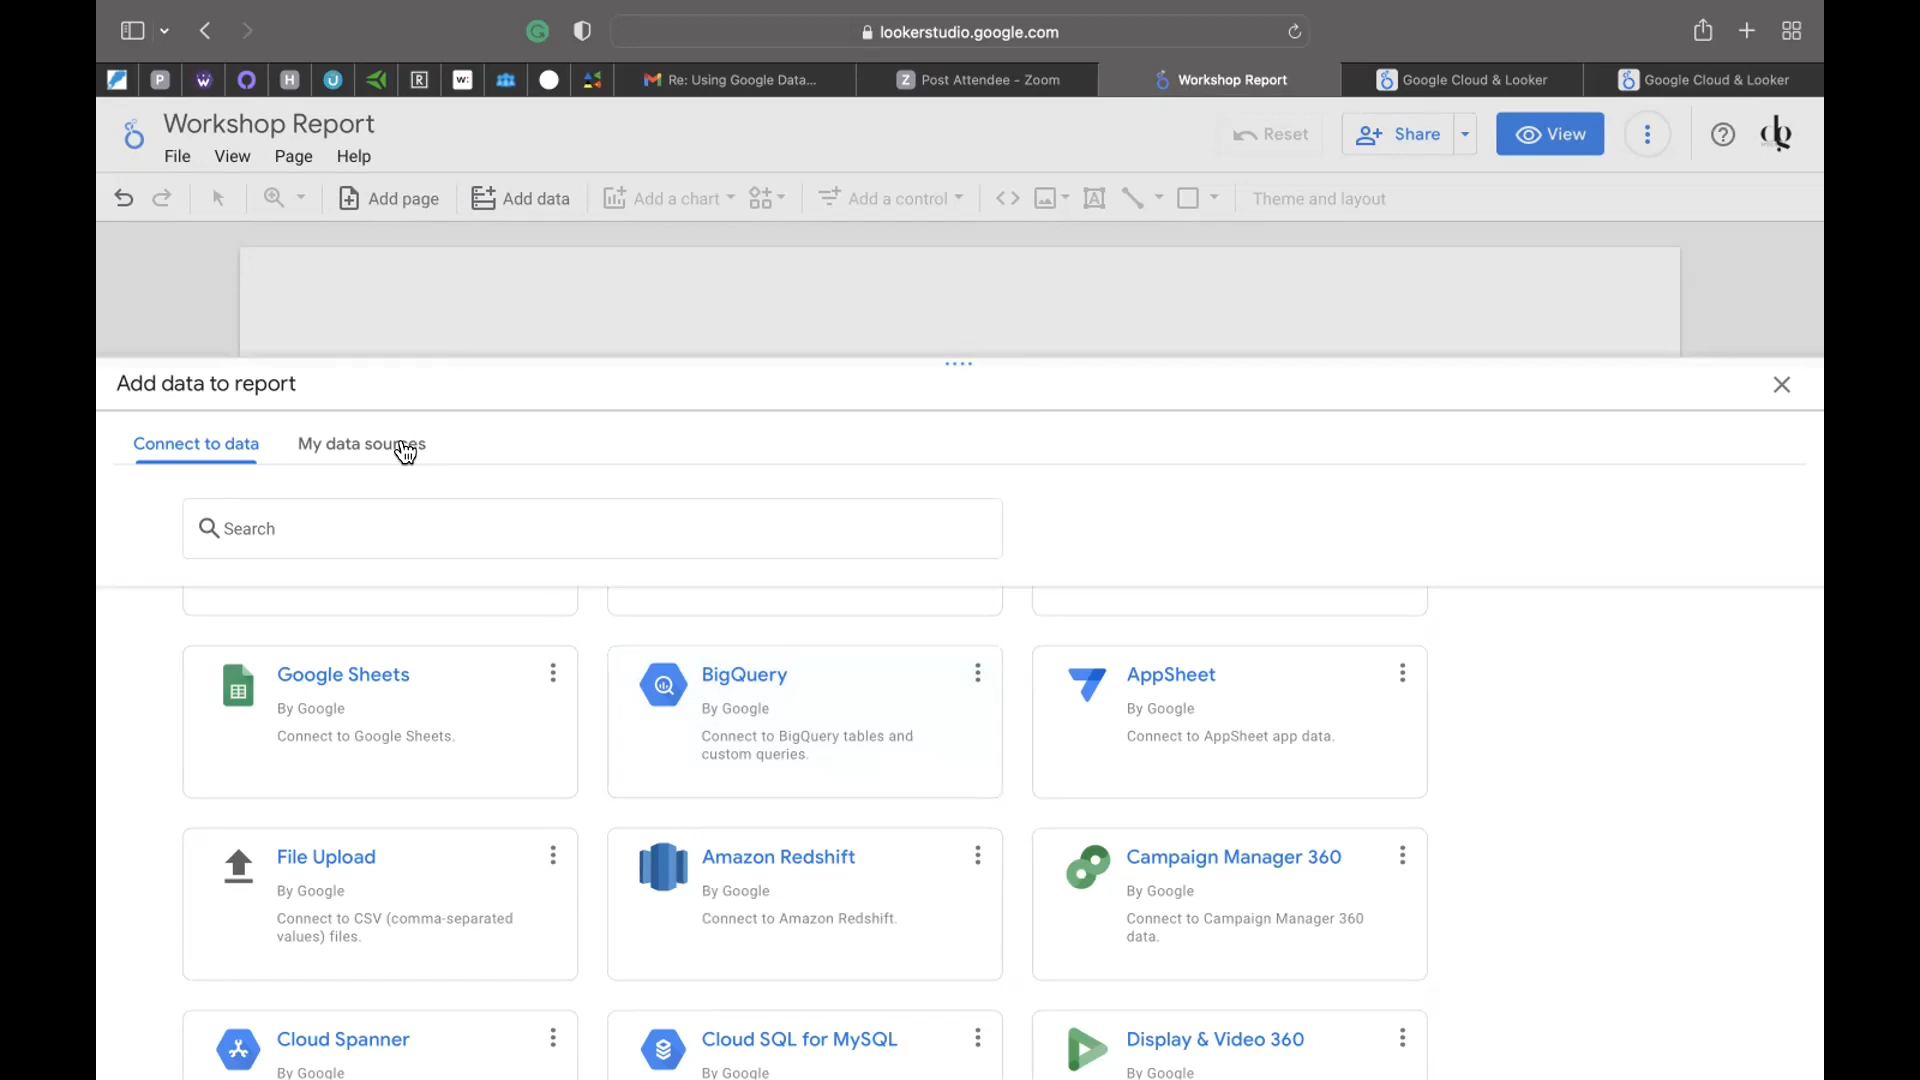 lookerstudio.google.com
P
w
H
R
w:
Re: Using Google Data...
Z Post Attendee - Zoom
Workshop Report
Google Cloud & Looker
Google Cloud & Looker
Workshop Report
File View Page Help
Reset
Share
View
Add page
Add data
Add a chart
Add a control
Theme and layout
Add data to report
Connect to data
My data sources
Search
Google Sheets
By Google
Connect to Google Sheets.
BigQuery
By Google
Connect to BigQuery tables and
custom queries.
AppSheet
By Google
Connect to AppSheet app data.
File Upload
By Google
Connect to CSV (comma-separated
values) files.
Amazon Redshift
By Google
Connect to Amazon Redshift.
Campaign Manager 360
By Google
Connect to Campaign Manager 360
data.
Cloud Spanner
By Google
Cloud SQL for MySQL
By Google
Display & Video 360
By Google